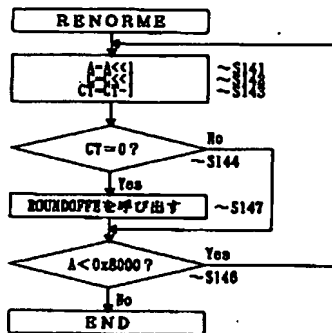 RENORME
A=A<<1 ~S141
C=C<<1 ~S142
CT=CT-1 ~S143
CT=0? No
~S144
Yes
ROUNDOFFEを呼び出す ~S147
A<0x8000? Yes
~S146
No
END